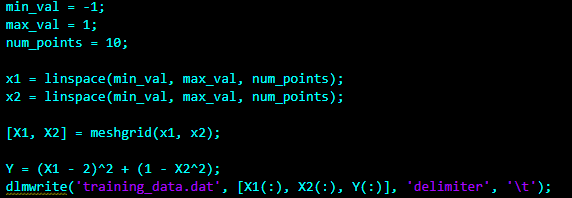 min_val = -1;
max_val = 1;
num_points = 10;
x1 = linspace(min_val, max_val, num_points);
x2 = linspace(min_val, max_val, num_points);
[X1, X2] = meshgrid(x1, x2);
Y = (X1 - 2)^2 + (1 - X2^2);
dlmwrite('training_data.dat', [X1(:), X2(:), Y(:)], 'delimiter', '\t');